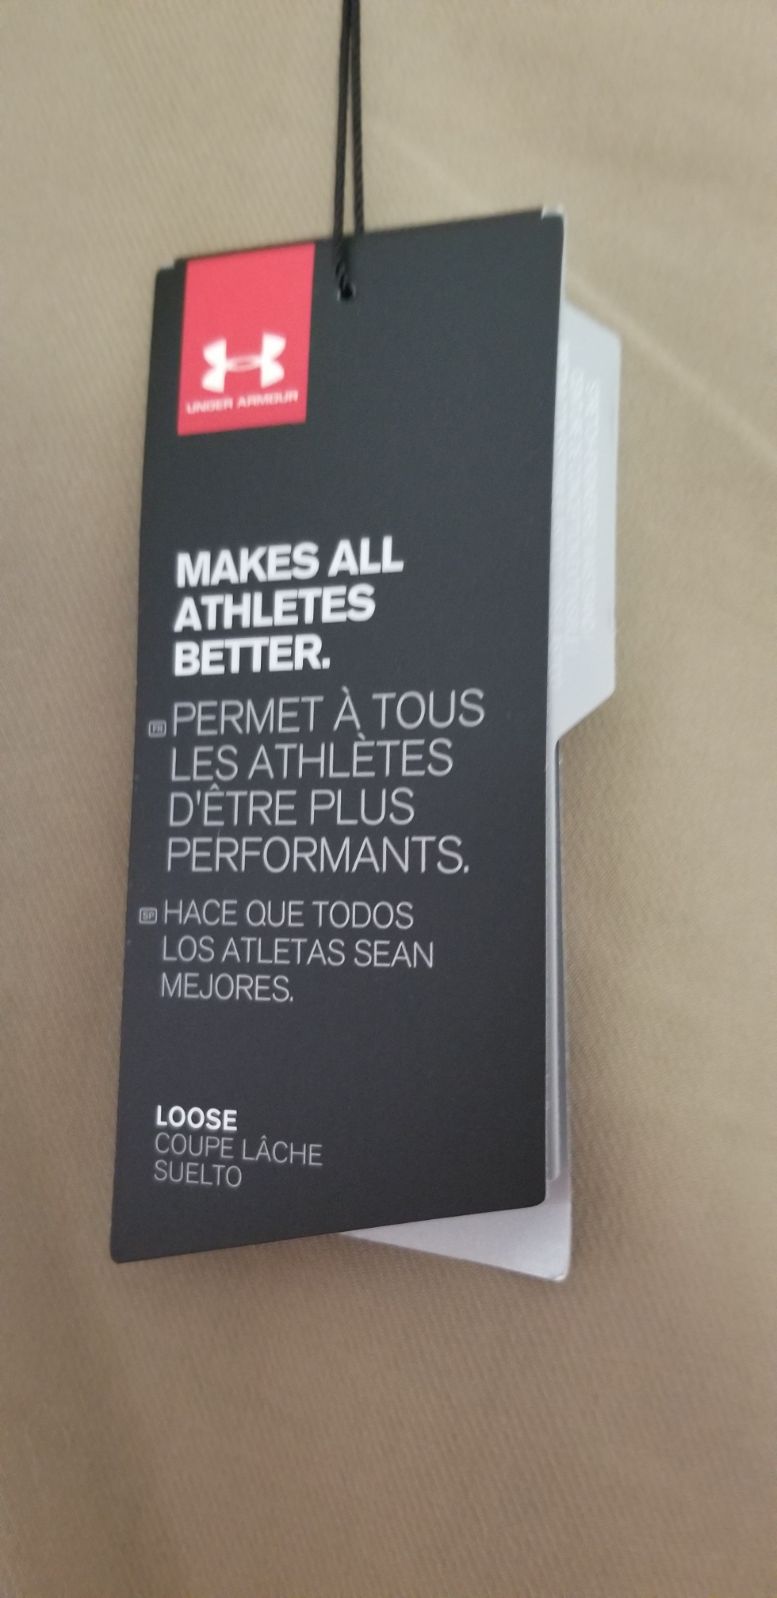 UNDER ARMOUR
MAKES ALL
ATHLETES
BETTER.
FR PERMET À TOUS
LES ATHLÈTES
D'ÊTRE PLUS
PERFORMANTS.
SP HACE QUE TODOS
LOS ATLETAS SEAN
MEJORES.
LOOSE
COUPE LÂCHE
SUELTO